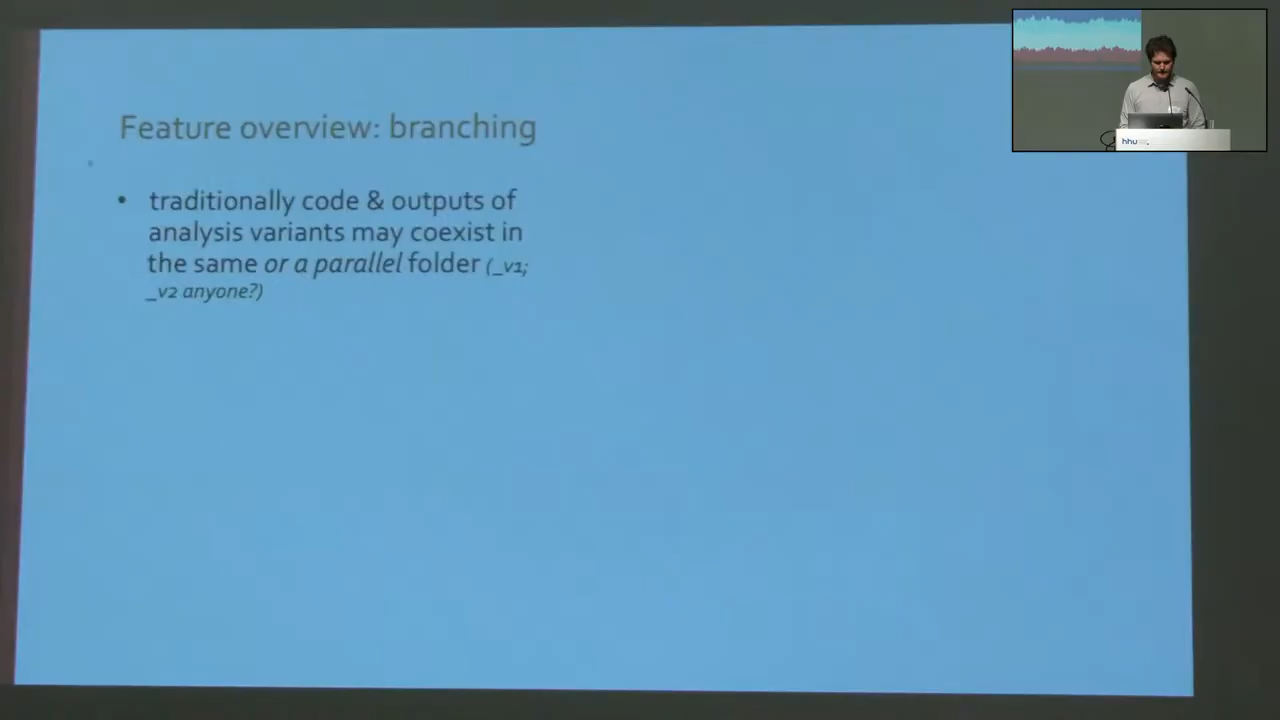 Feature overview: branching
• traditionally code & outputs of
analysis variants may coexist in
the same or a parallel folder (_v1;
_v2 anyone?)
hhu